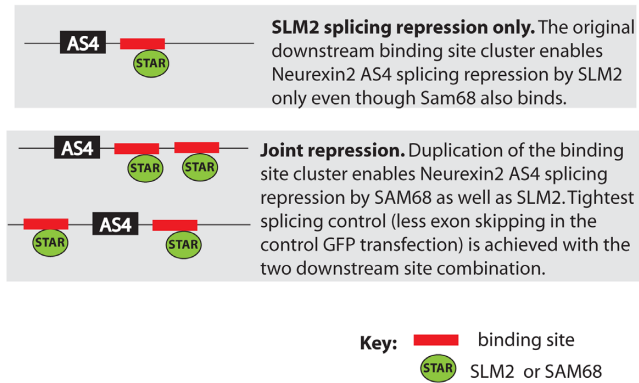 AS4
STAR
SLM2 splicing repression only. The original
downstream binding site cluster enables
Neurexin2 AS4 splicing repression by SLM2
only even though Sam68 also binds.
AS4
STAR STAR
AS4
STAR STAR
Joint repression. Duplication of the binding
site cluster enables Neurexin2 AS4 splicing
repression by SAM68 as well as SLM2. Tightest
splicing control (less exon skipping in the
control GFP transfection) is achieved with the
two downstream site combination.
Key: binding site
STAR SLM2 or SAM68